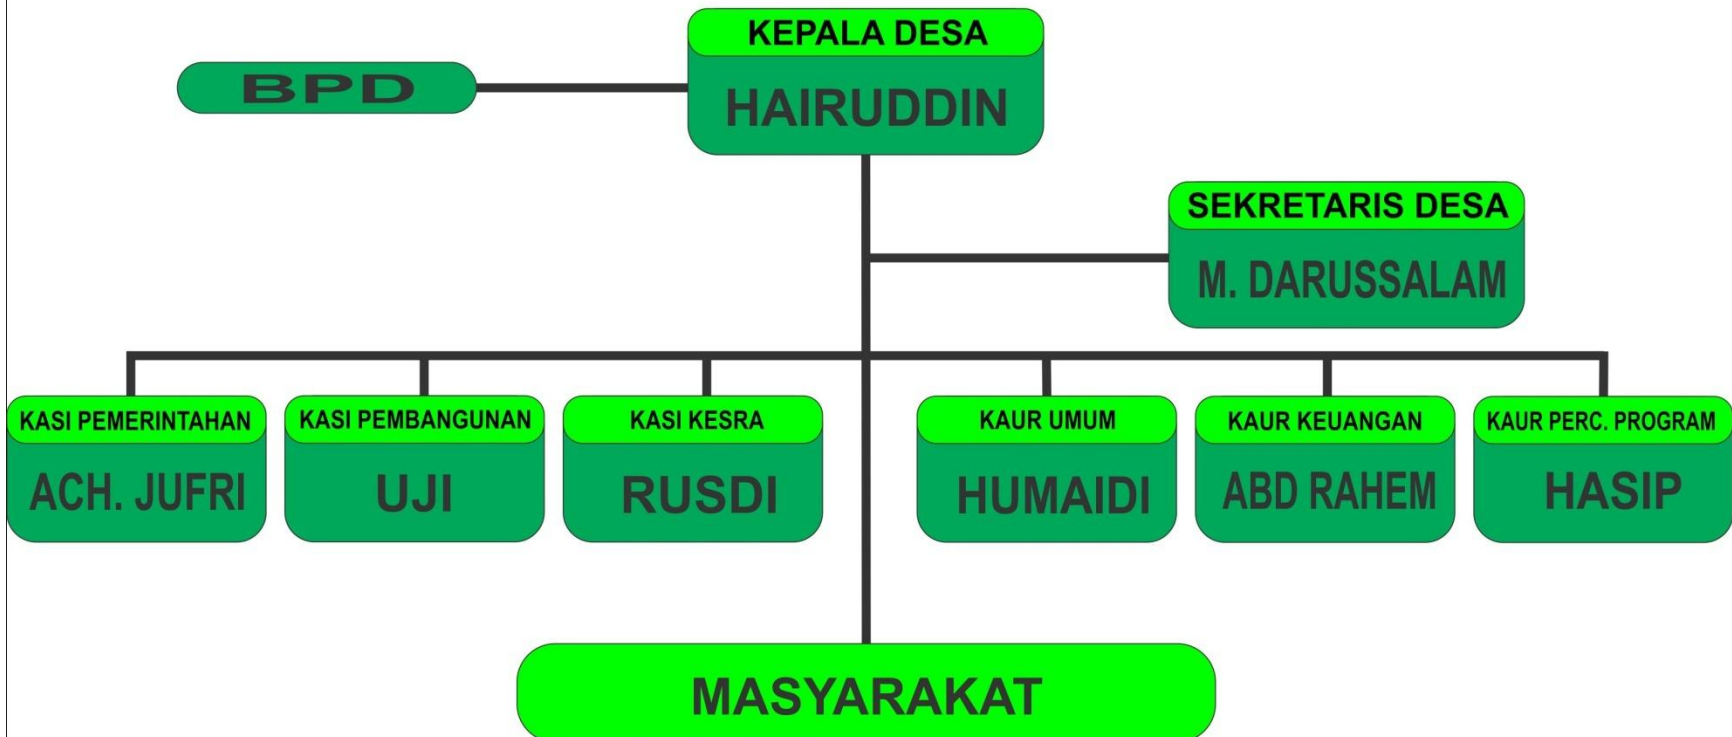 KEPALA DESA
HAIRUDDIN
BPD
SEKRETARIS DESA
M. DARUSSALAM
KASI PEMERINTAHAN
ACH. JUFRI
KASI PEMBANGUNAN
UJI
KASI KESRA
RUSDI
KAUR UMUM
HUMAIDI
KAUR KEUANGAN
ABD RAHEM
KAUR PERC. PROGRAM
HASIP
MASYARAKAT